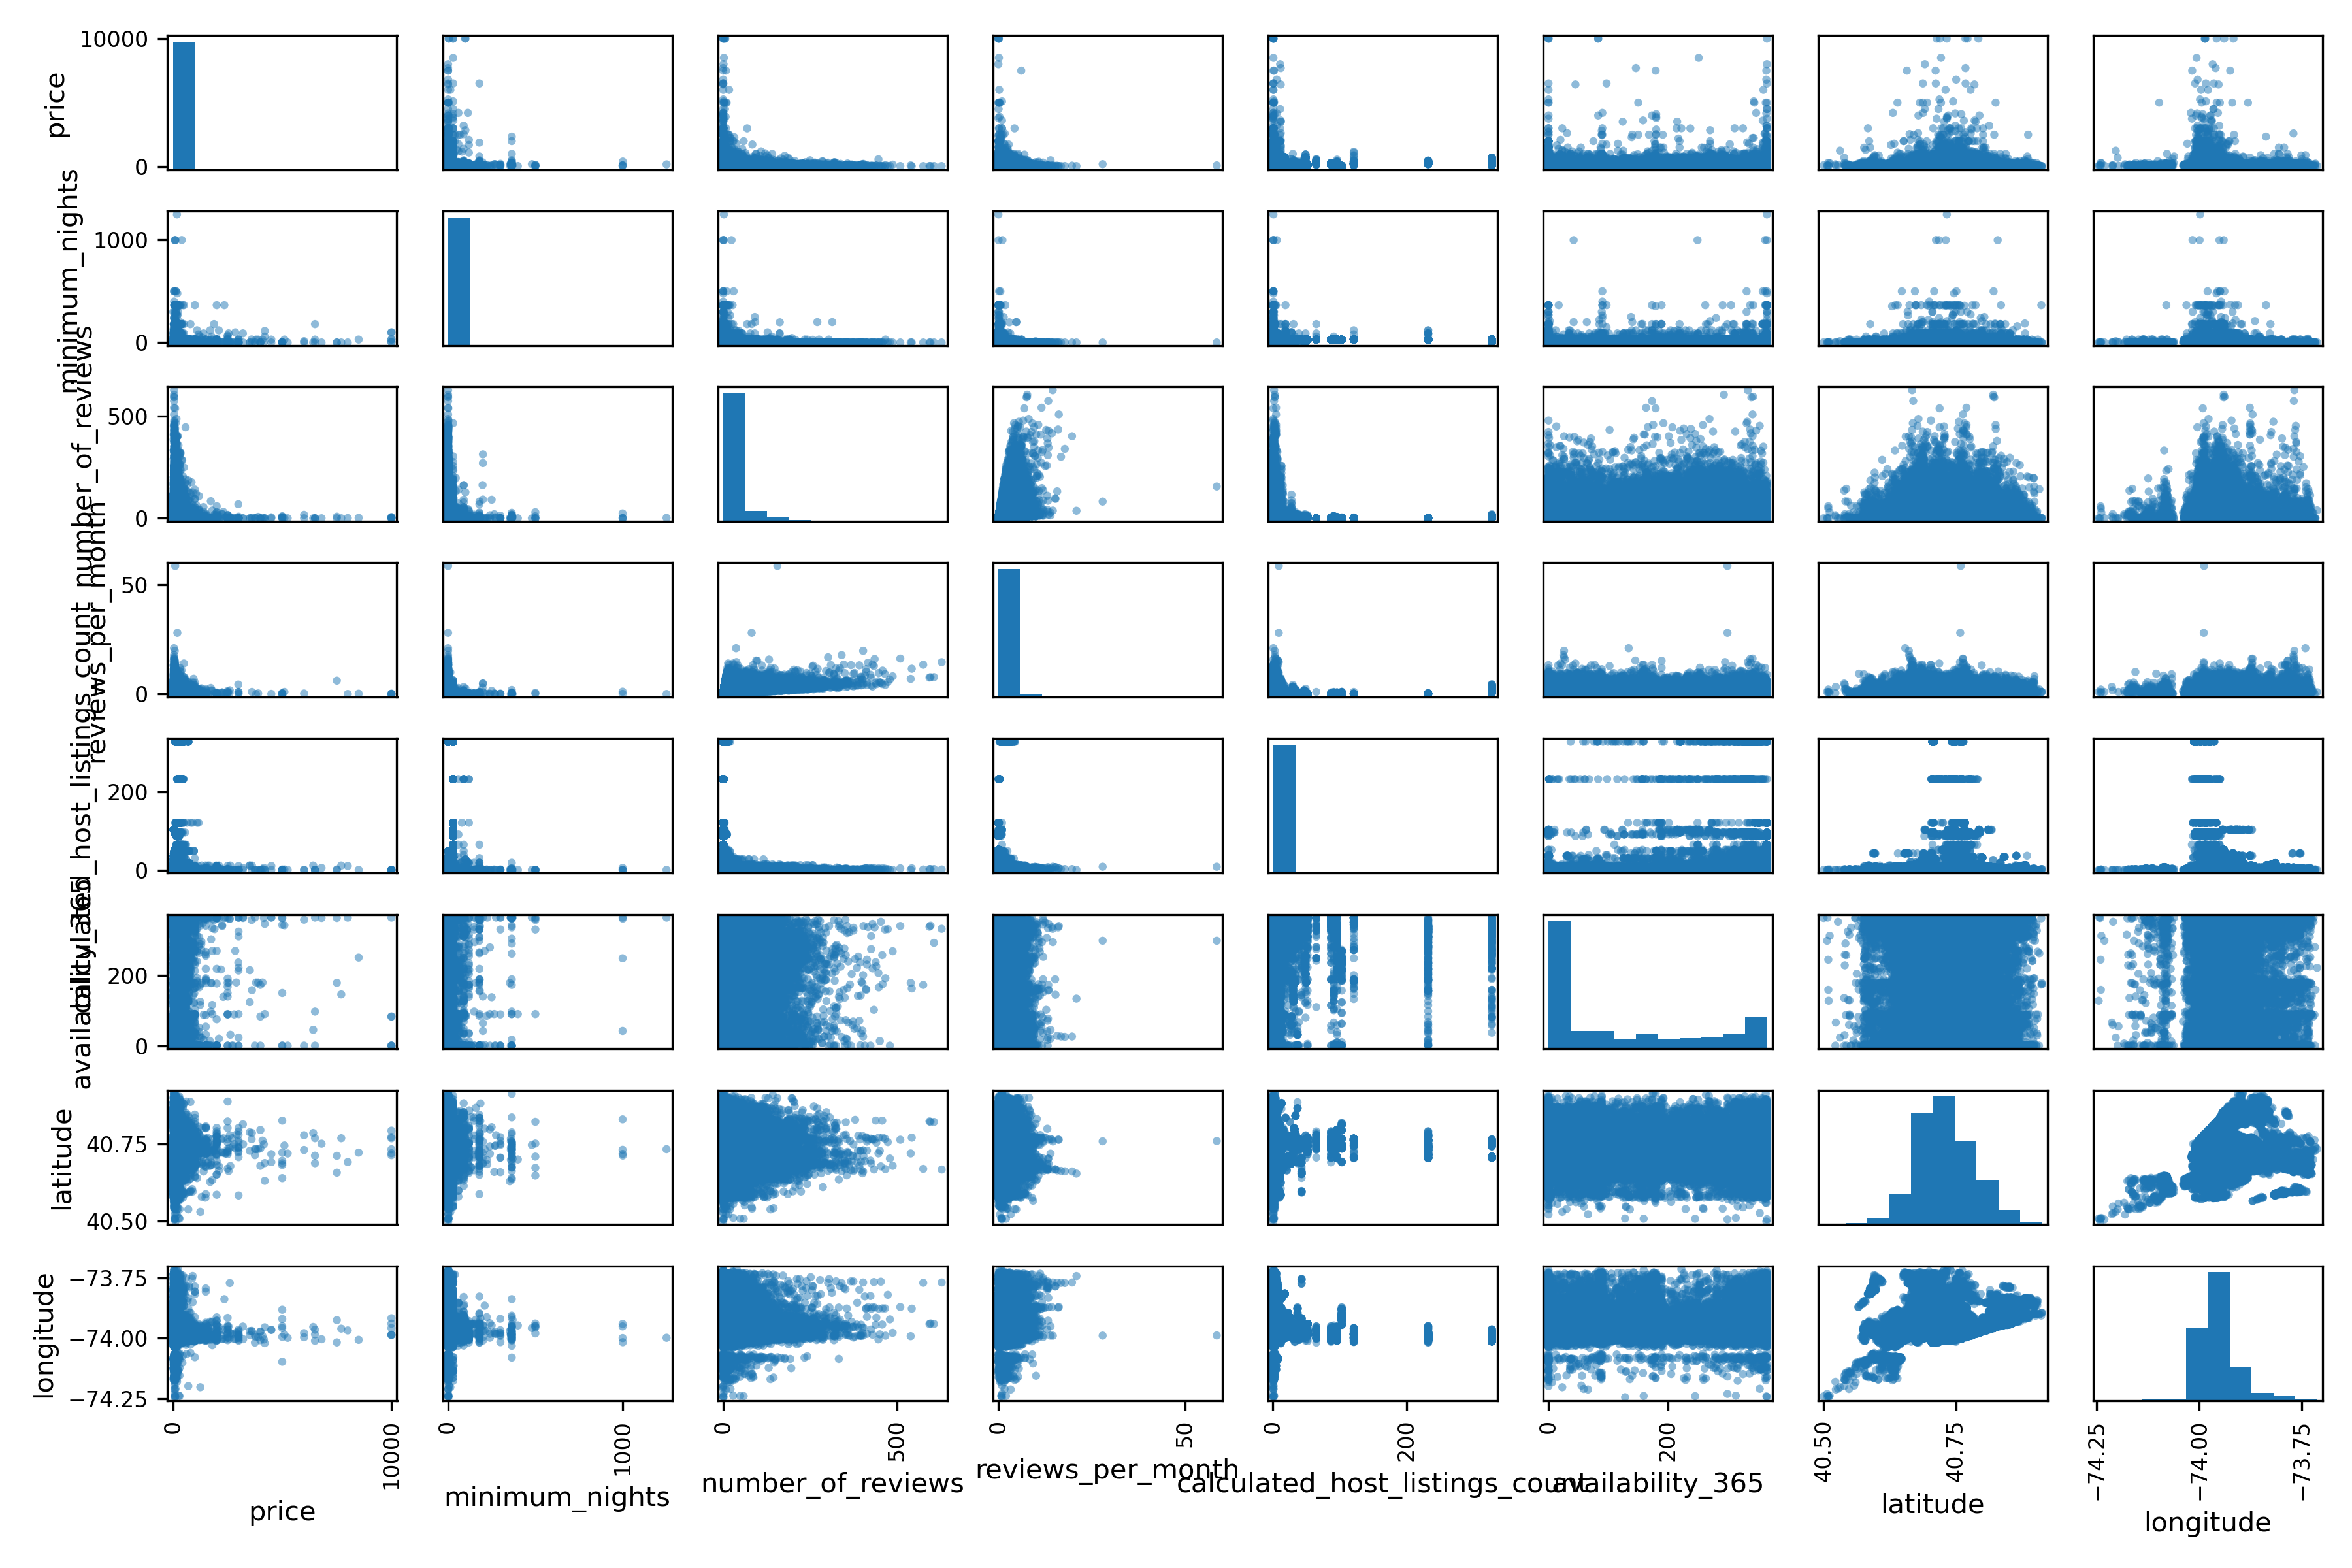 10000
0
price
1000
0
minimum_nights
500
0
number_of_reviews
50
0
reviews_per_month
200
0
calculated_host_listings_count
200
0
availability_365
40.75
40.50
latitude
−73.75
−74.00
−74.25
longitude
0 10000 0 1000 0 500 0 50 0 200 0 200 40.50 40.75 −74.25 −74.00 −73.75
price minimum_nights number_of_reviews reviews_per_month calculated_host_listings_count availability_365 latitude longitude